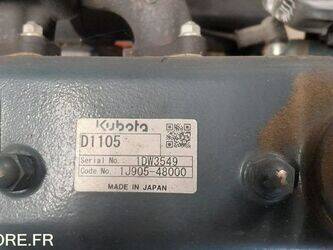 Kubota
D1105
Serial No. 1DW3549
Code No. 1J905-48000
MADE IN JAPAN
ORE.FR